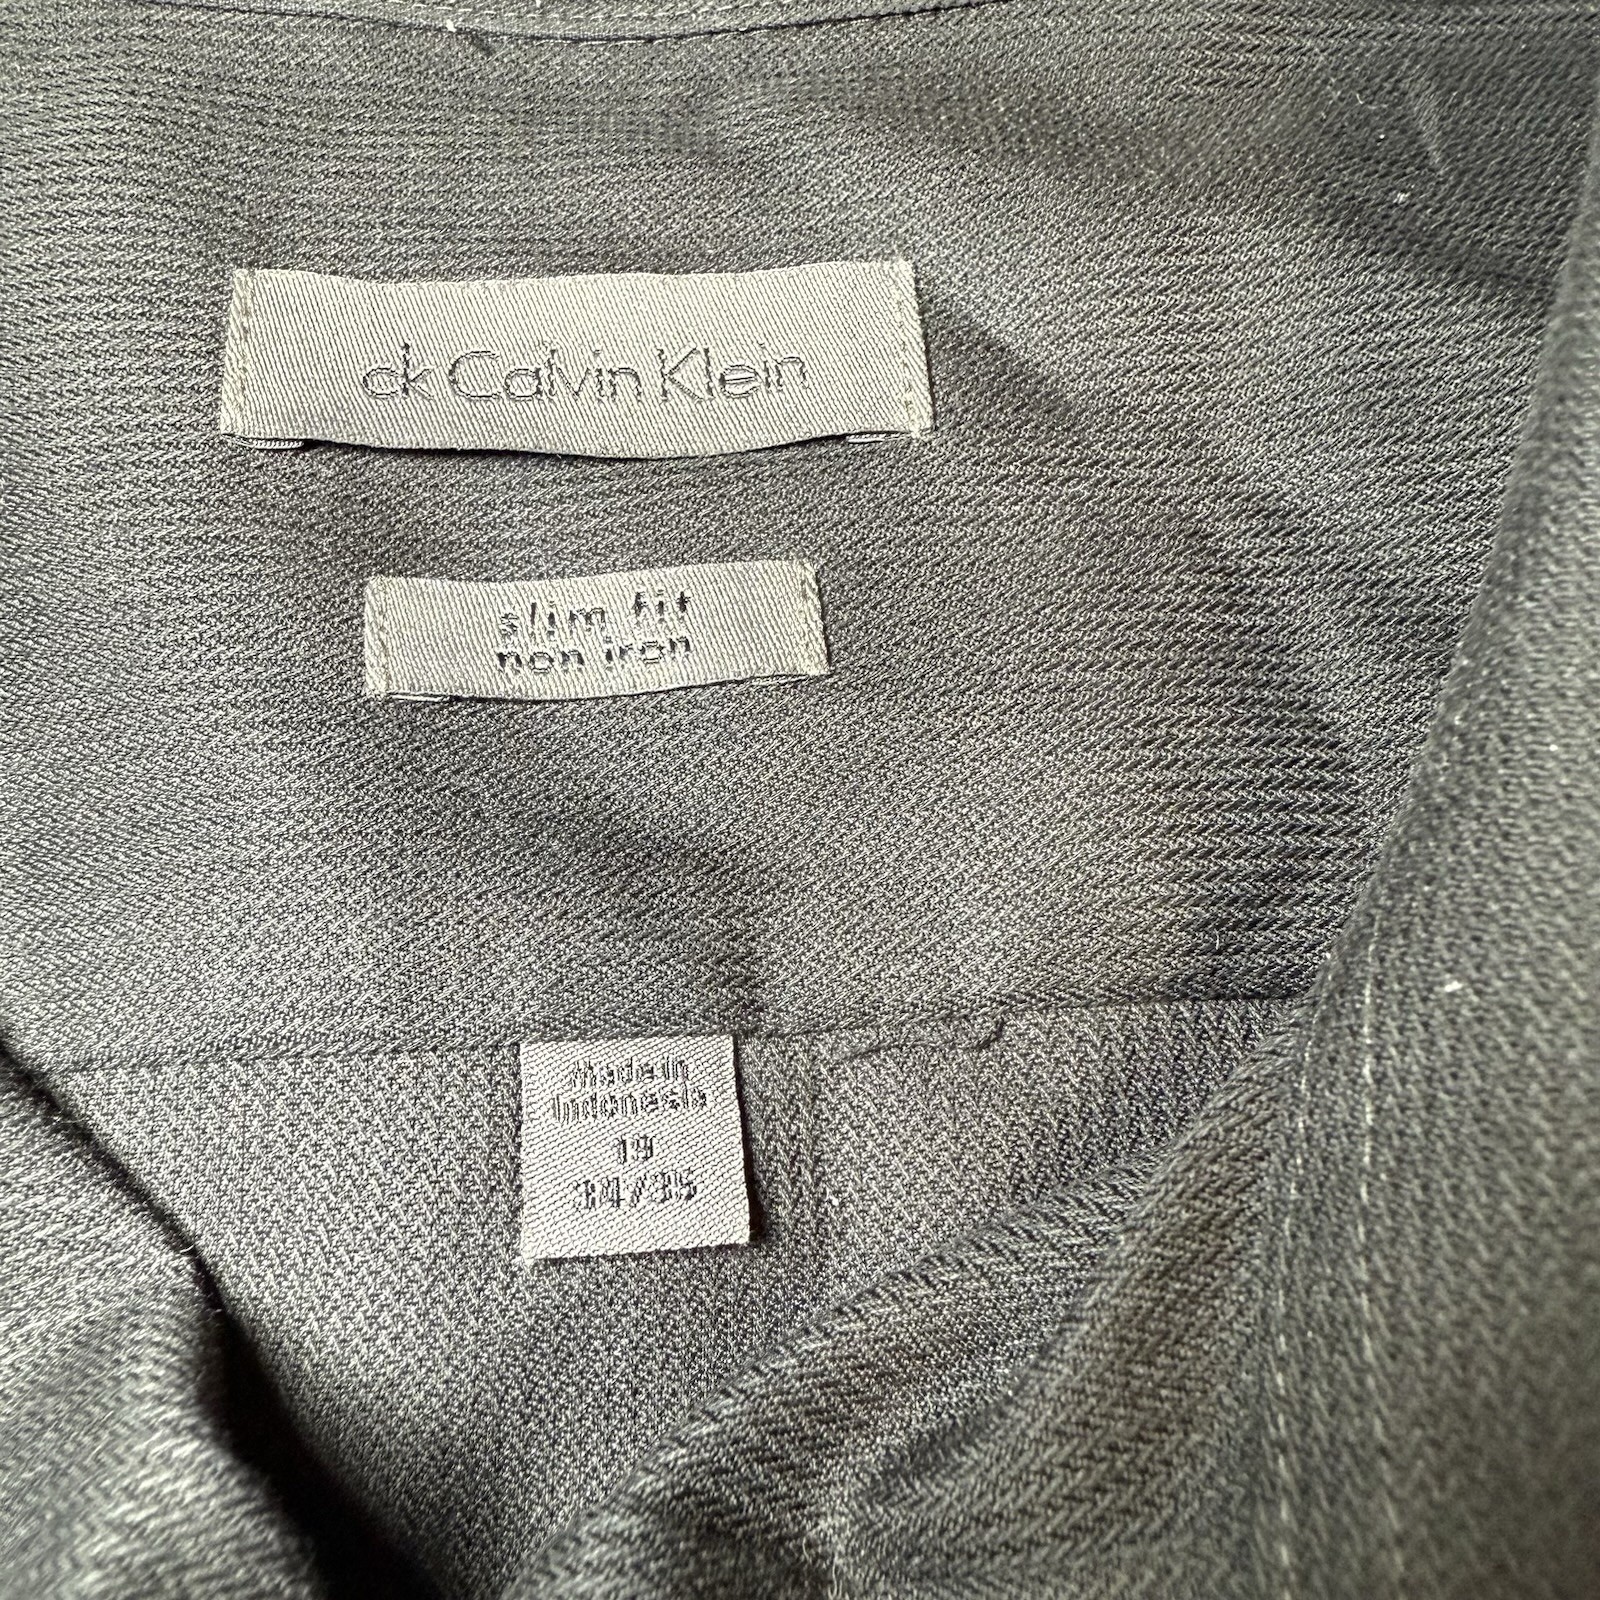 ck Calvin Klein
slim fit
non iron
Made in
Indonesia
19
34/35